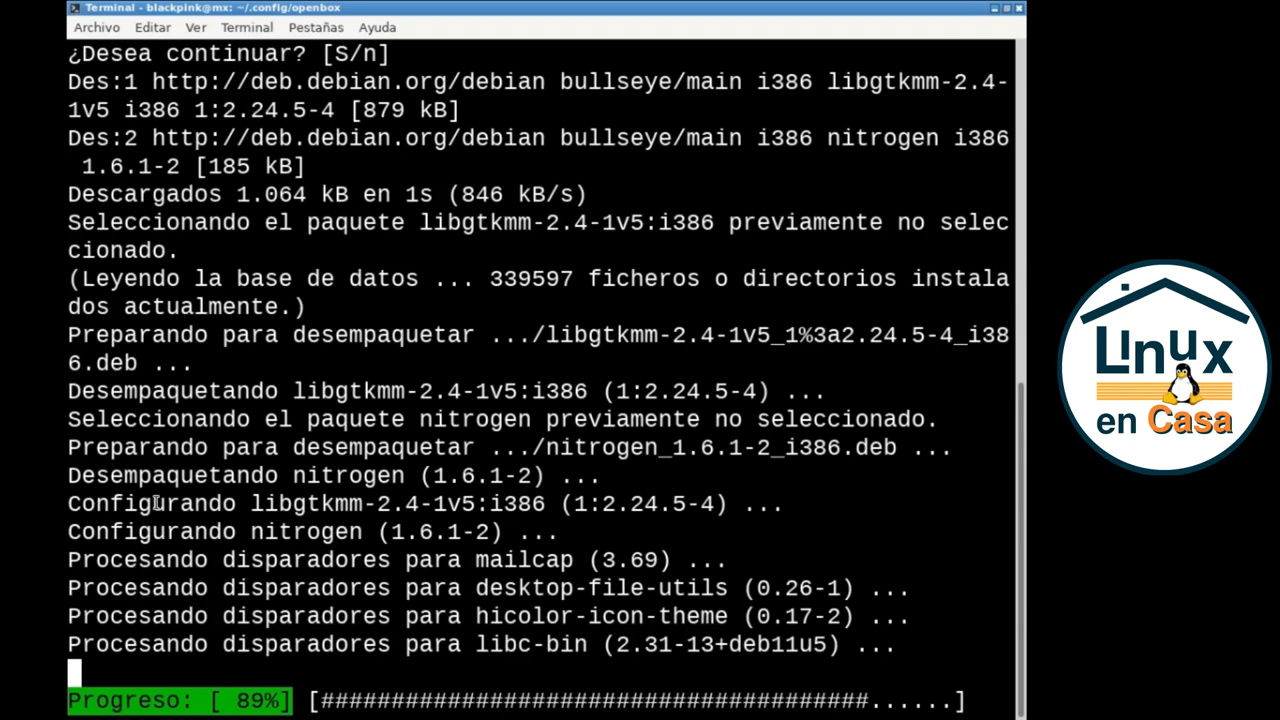 Terminal - blackpink@mx: ~/.config/openbox
Archivo Editar Ver Terminal Pestañas Ayuda
¿Desea continuar? [S/n]
Des:1 http://deb.debian.org/debian bullseye/main i386 libgtkmm-2.4-
1v5 i386 1:2.24.5-4 [879 kB]
Des:2 http://deb.debian.org/debian bullseye/main i386 nitrogen i386
 1.6.1-2 [185 kB]
Descargados 1.064 kB en 1s (846 kB/s)
Seleccionando el paquete libgtkmm-2.4-1v5:i386 previamente no selec
cionado.
(Leyendo la base de datos ... 339597 ficheros o directorios instala
dos actualmente.)
Preparando para desempaquetar .../libgtkmm-2.4-1v5_1%3a2.24.5-4_i38
6.deb ...
Desempaquetando libgtkmm-2.4-1v5:i386 (1:2.24.5-4) ...
Seleccionando el paquete nitrogen previamente no seleccionado.
Preparando para desempaquetar .../nitrogen_1.6.1-2_i386.deb ...
Desempaquetando nitrogen (1.6.1-2) ...
Configurando libgtkmm-2.4-1v5:i386 (1:2.24.5-4) ...
Configurando nitrogen (1.6.1-2) ...
Procesando disparadores para mailcap (3.69) ...
Procesando disparadores para desktop-file-utils (0.26-1) ...
Procesando disparadores para hicolor-icon-theme (0.17-2) ...
Procesando disparadores para libc-bin (2.31-13+deb11u5) ...
Progreso: [ 89%] [#######################################......]
Linux
en Casa